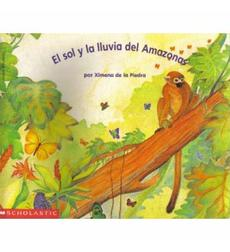 El sol y la lluvia del Amazonas
por Ximena de la Piedra
SCHOLASTIC